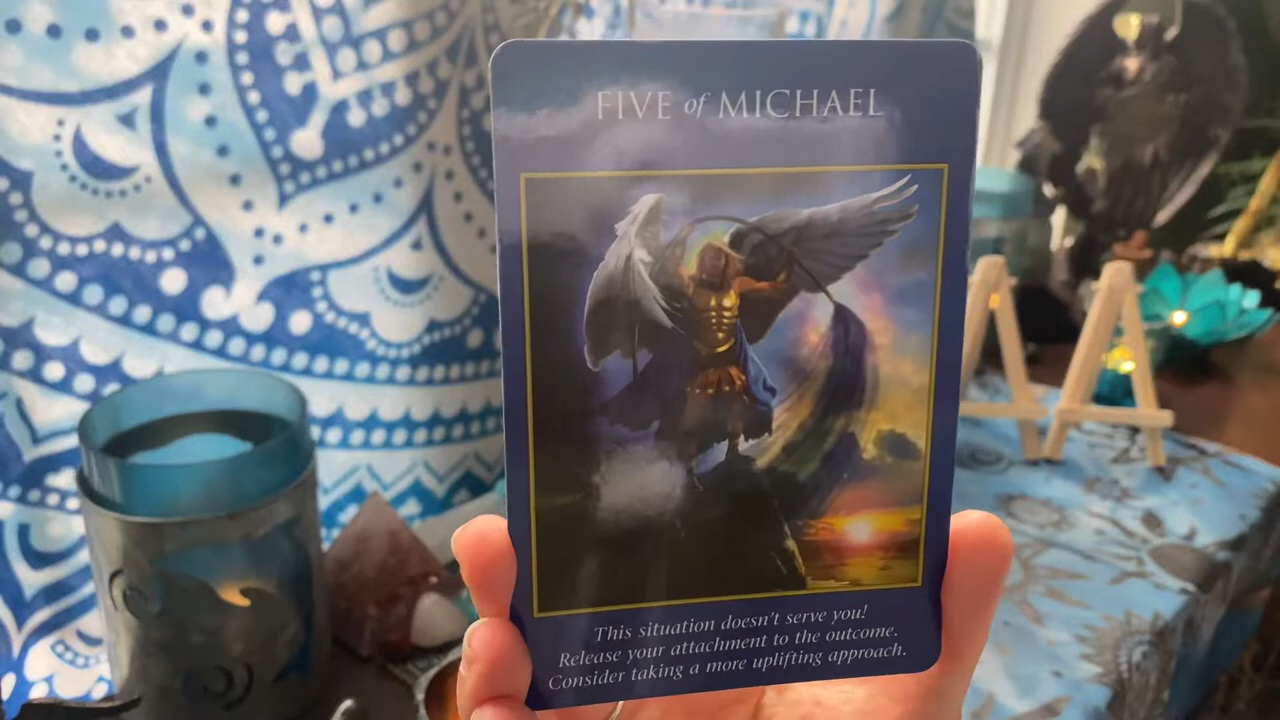 FIVE of MICHAEL
This situation doesn't serve you!
Release your attachment to the outcome.
Consider taking a more uplifting approach.